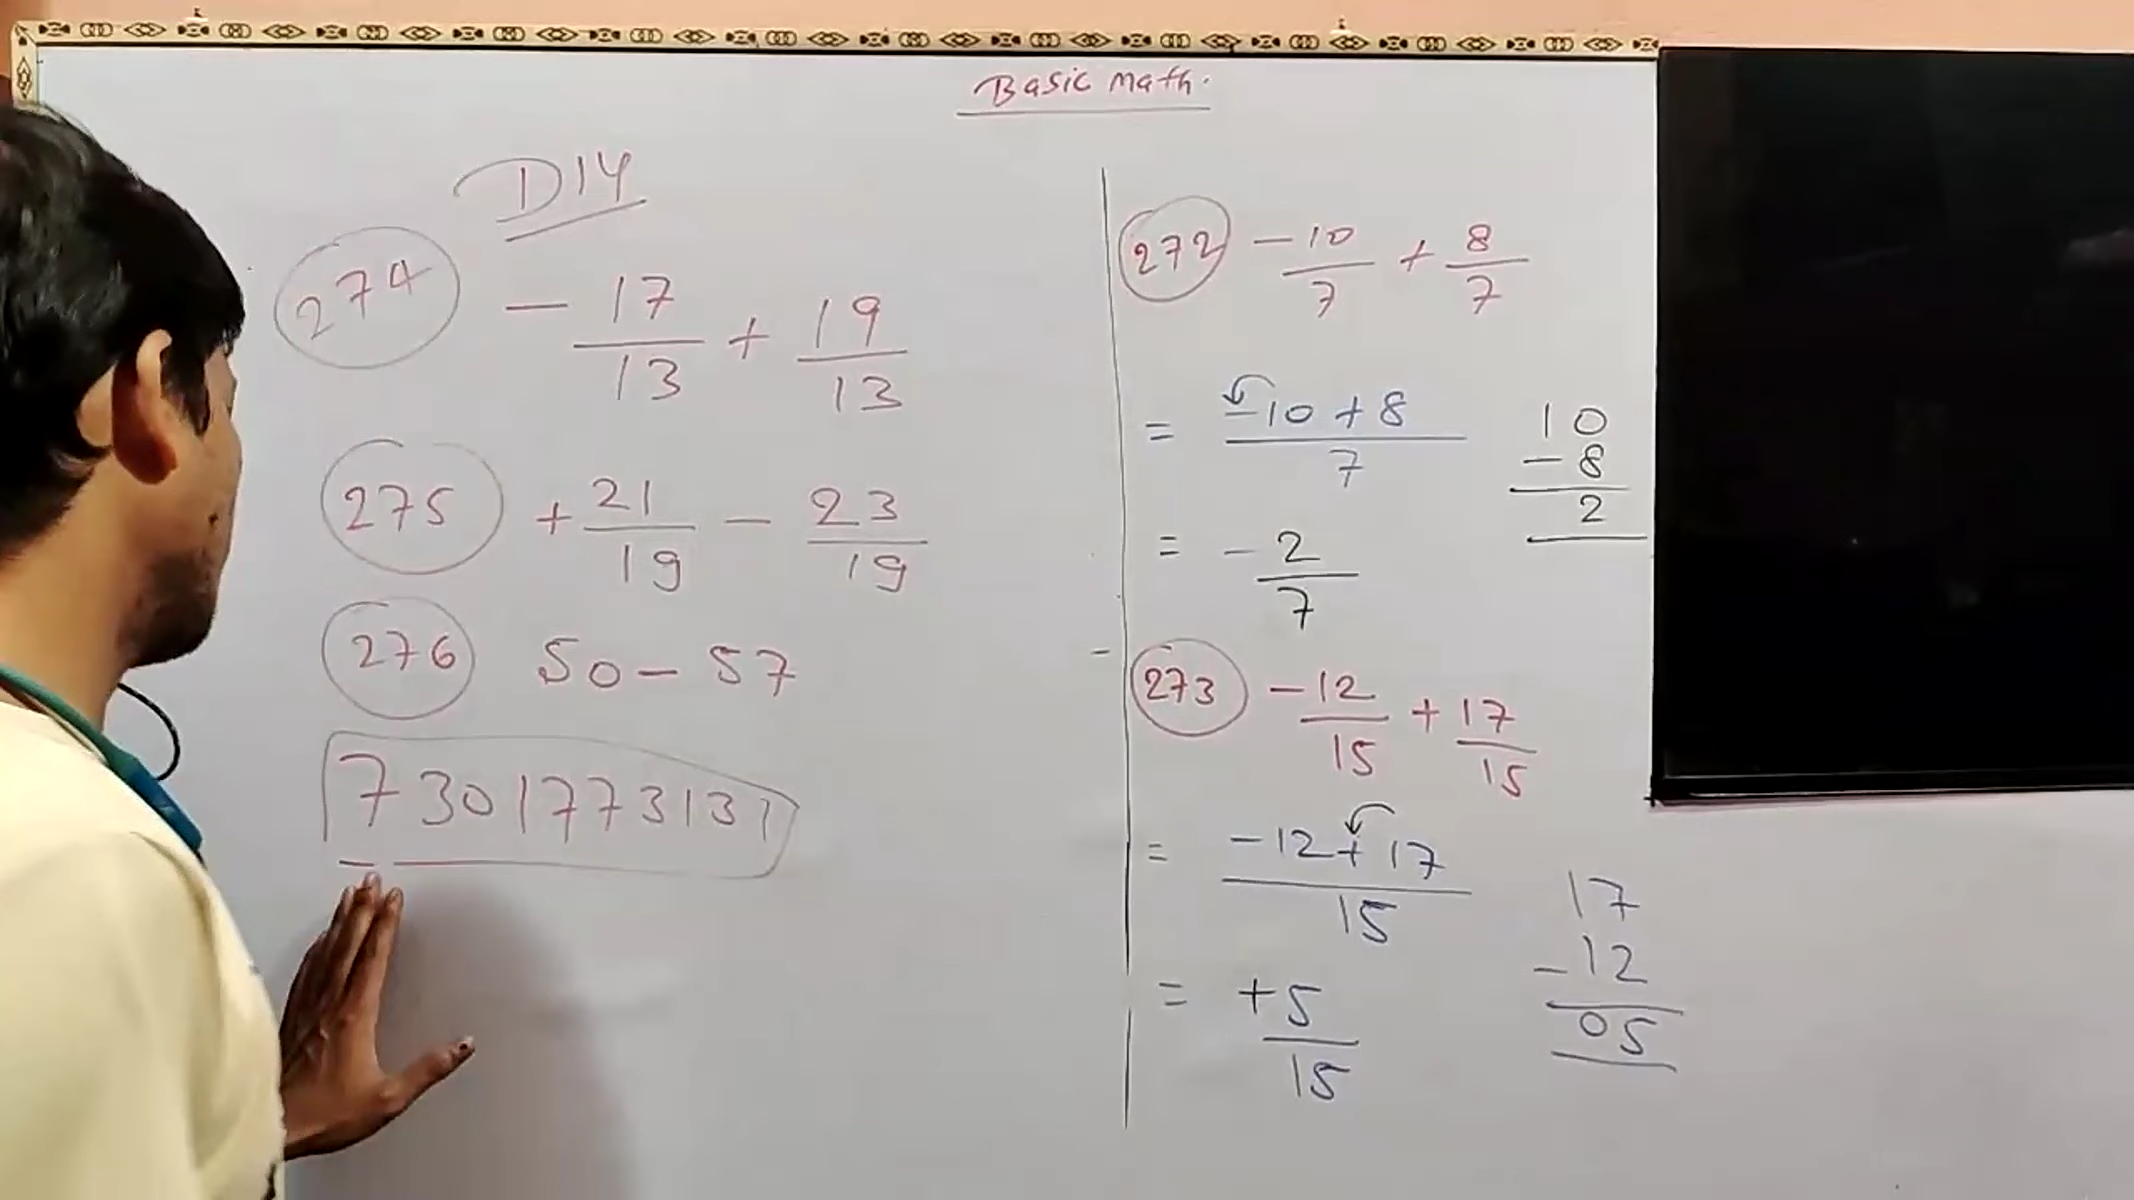 Basic Math.
DIY
274 - 17/13 + 19/13
275 + 21/19 - 23/19
276 50 - 57
7301773131
272 - 10/7 + 8/7
= -10 + 8 / 7
10
- 8
2
= - 2/7
273 - 12/15 + 17/15
= -12 + 17 / 15
17
- 12
05
= + 5/15